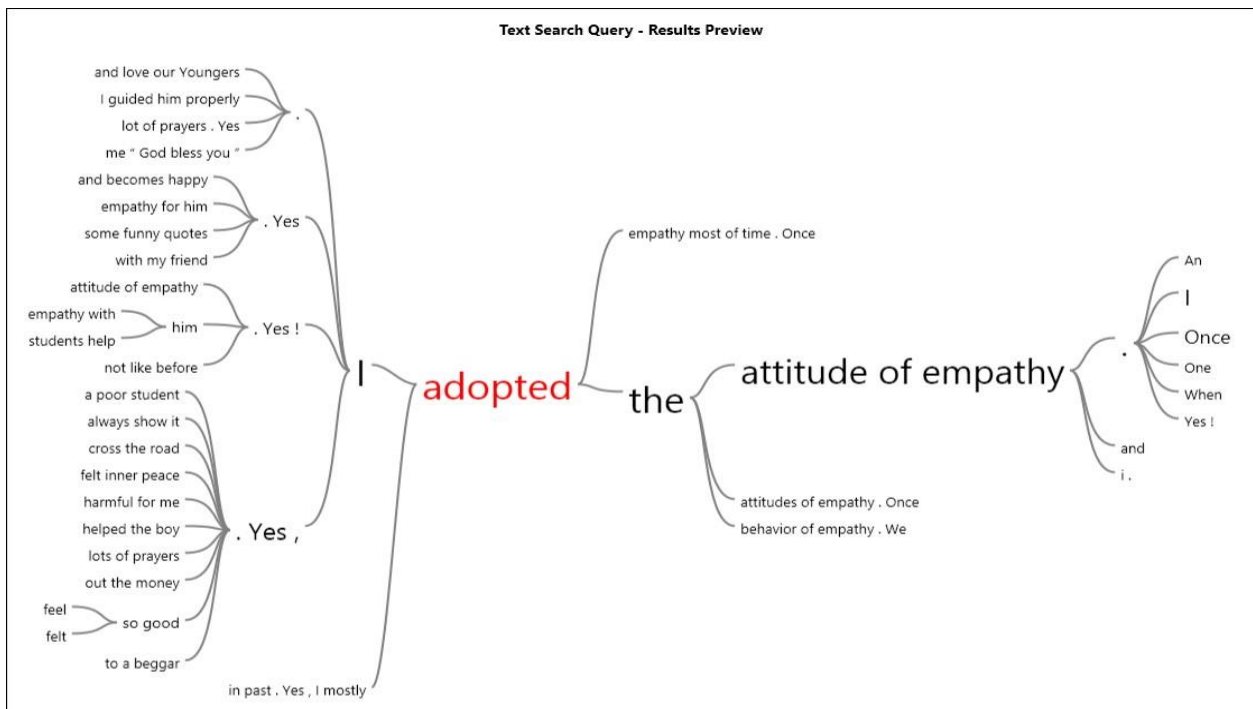 Text Search Query - Results Preview
and love our Youngers
I guided him properly
lot of prayers . Yes
me “ God bless you ”
.
and becomes happy
empathy for him
some funny quotes
with my friend
. Yes
attitude of empathy
empathy with
students help
him
not like before
. Yes !
a poor student
always show it
cross the road
felt inner peace
harmful for me
helped the boy
lots of prayers
out the money
feel
felt
so good
to a beggar
. Yes ,
I
in past . Yes , I mostly
adopted
empathy most of time . Once
the
attitude of empathy
attitudes of empathy . Once
behavior of empathy . We
.
An
I
Once
One
When
Yes !
and
i .